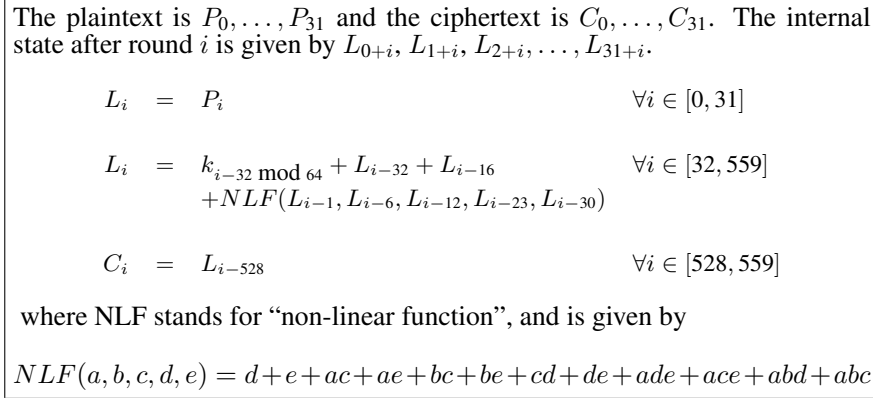 The plaintext is P_0, . . . , P_31 and the ciphertext is C_0, . . . , C_31. The internal
state after round i is given by L_{0+i}, L_{1+i}, L_{2+i}, . . . , L_{31+i}.
L_i = P_i ∀i ∈ [0, 31]
L_i = k_{i−32 mod 64} + L_{i−32} + L_{i−16} ∀i ∈ [32, 559]
+NLF(L_{i−1}, L_{i−6}, L_{i−12}, L_{i−23}, L_{i−30})
C_i = L_{i−528} ∀i ∈ [528, 559]
where NLF stands for “non-linear function”, and is given by
NLF(a, b, c, d, e) = d+e+ac+ae+bc+be+cd+de+ade+ace+abd+abc